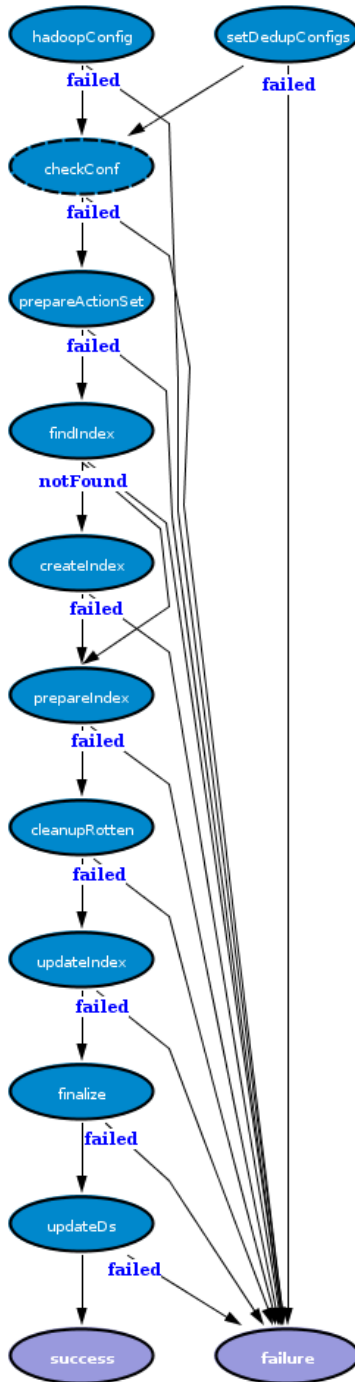 hadoopConfig
setDedupConfigs
failed
failed
checkConf
failed
prepareActionSet
failed
findIndex
notFound
createIndex
failed
prepareIndex
failed
cleanupRotten
failed
updateIndex
failed
finalize
failed
updateDs
failed
success
failure